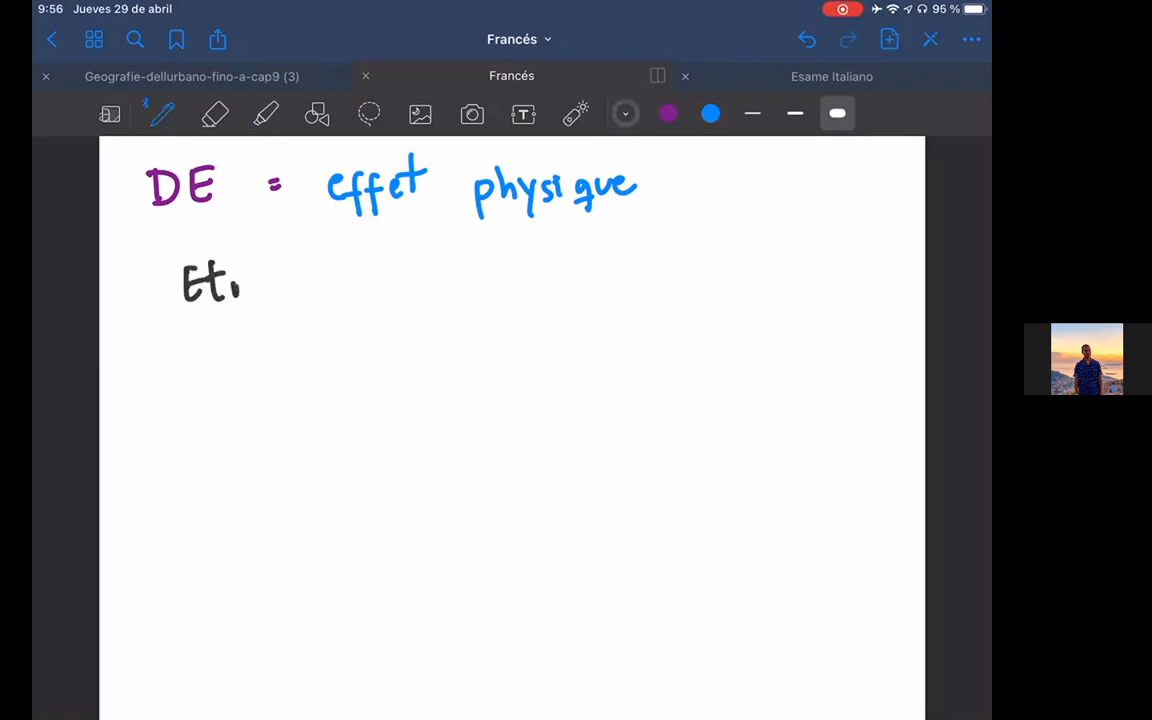 9:56 Jueves 29 de abril 95 %
Francés
Geografie-dellurbano-fino-a-cap9 (3) Francés Esame Italiano
T
DE = effet physique
Et